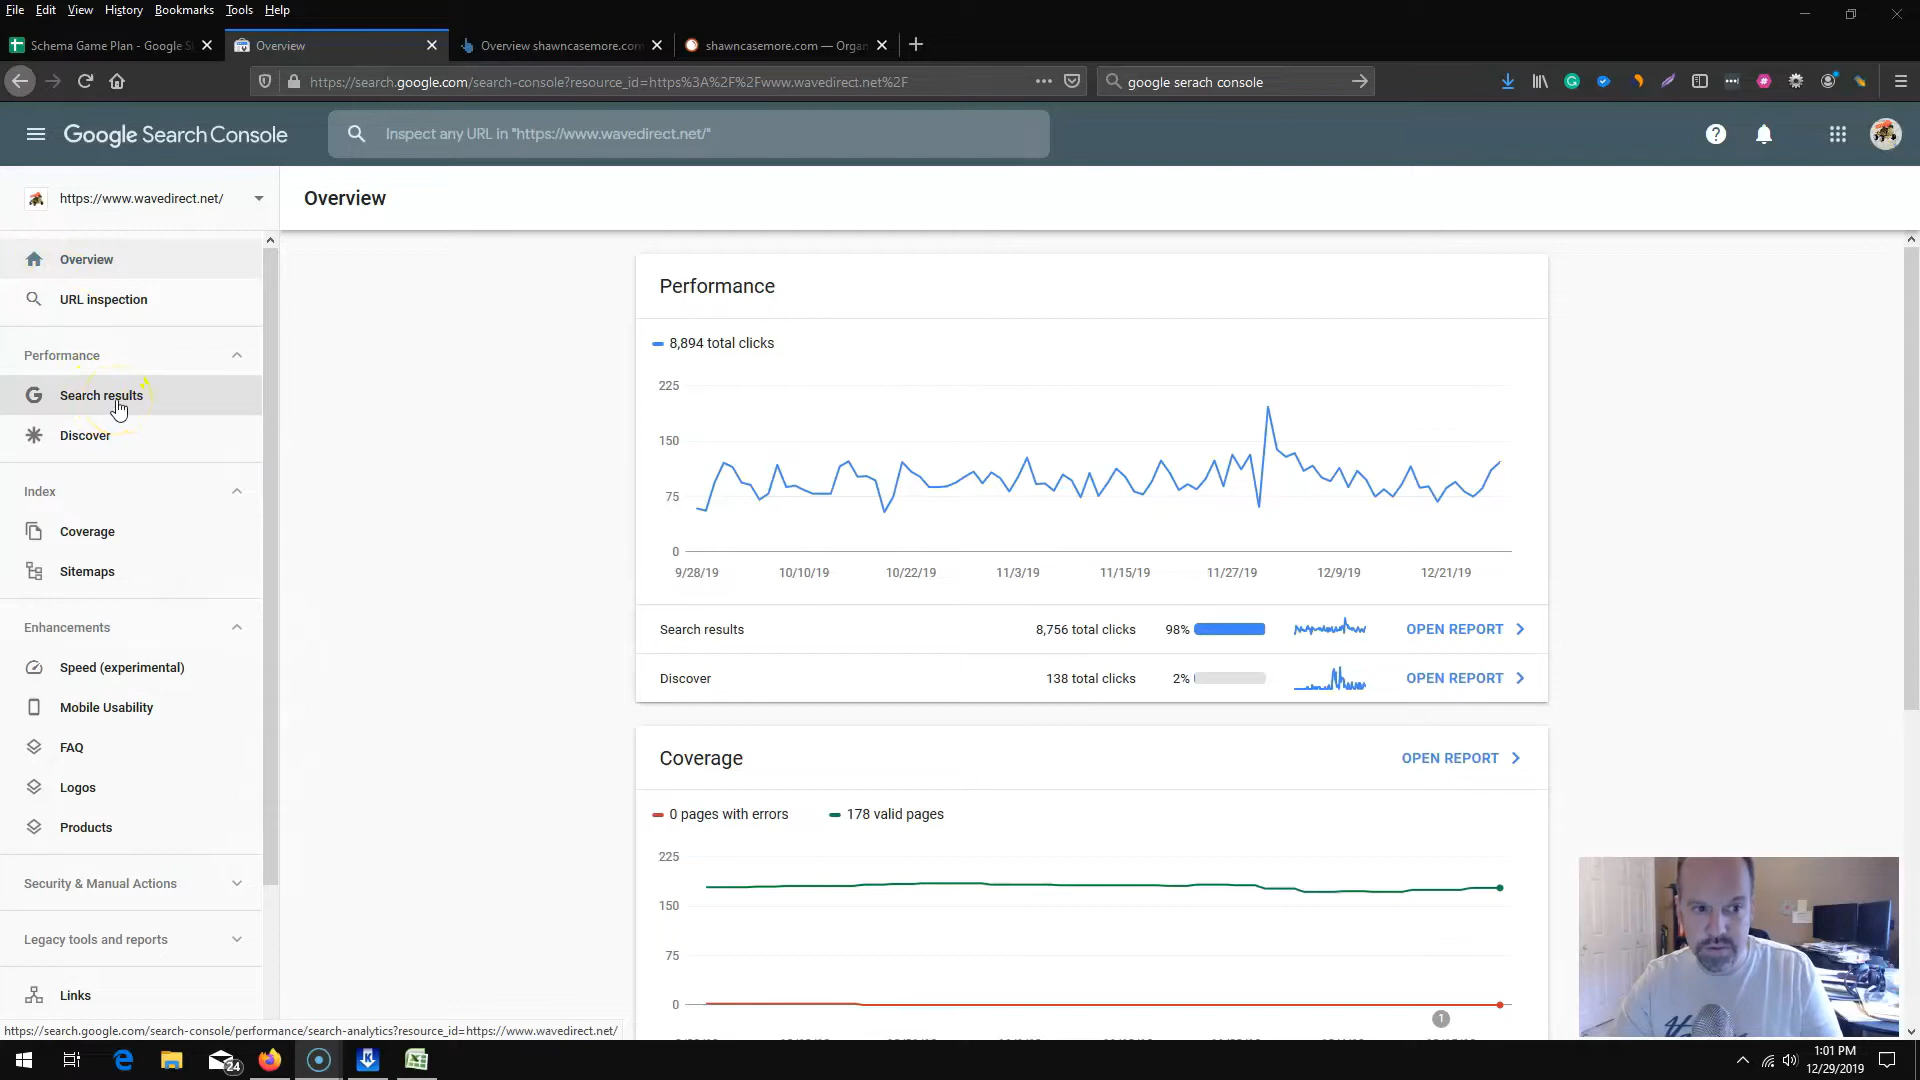 File Edit View History Bookmarks Tools Help
Schema Game Plan - Google S
Overview
Overview shawncasemore.com
shawncasemore.com — Organ
https://search.google.com/search-console?resource_id=https%3A%2F%2Fwww.wavedirect.net%2F
google serach console
Google Search Console
Inspect any URL in "https://www.wavedirect.net/"
https://www.wavedirect.net/
Overview
Overview
URL inspection
Performance
Search results
Discover
Index
Coverage
Sitemaps
Enhancements
Speed (experimental)
Mobile Usability
FAQ
Logos
Products
Security & Manual Actions
Legacy tools and reports
Links
Performance
8,894 total clicks
225
150
75
0
9/28/19 10/10/19 10/22/19 11/3/19 11/15/19 11/27/19 12/9/19 12/21/19
Search results 8,756 total clicks 98% OPEN REPORT
Discover 138 total clicks 2% OPEN REPORT
Coverage OPEN REPORT
0 pages with errors 178 valid pages
225
150
75
0
1
https://search.google.com/search-console/performance/search-analytics?resource_id=https://www.wavedirect.net/
24
1:01 PM
12/29/2019